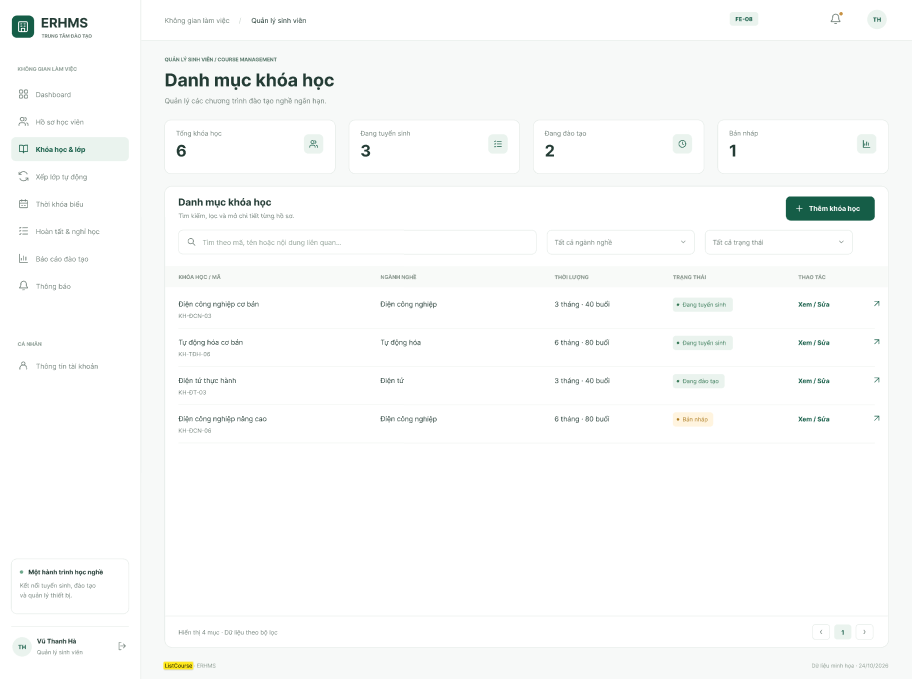 ERHMS
TRUNG TÂM ĐÀO TẠO
Không gian làm việc / Quản lý sinh viên
FE-08
TH
KHÔNG GIAN LÀM VIỆC
Dashboard
Hồ sơ học viên
Khóa học & lớp
Xếp lớp tự động
Thời khóa biểu
Hoàn tất & nghỉ học
Báo cáo đào tạo
Thông báo
CÁ NHÂN
Thông tin tài khoản
Một hành trình học nghề
Kết nối tuyển sinh, đào tạo
và quản lý thiết bị.
TH
Vũ Thanh Hà
Quản lý sinh viên
QUẢN LÝ SINH VIÊN / COURSE MANAGEMENT
Danh mục khóa học
Quản lý các chương trình đào tạo nghề ngắn hạn.
Tổng khóa học
6
Đang tuyển sinh
3
Đang đào tạo
2
Bản nháp
1
Danh mục khóa học
Tìm kiếm, lọc và mở chi tiết từng hồ sơ.
+ Thêm khóa học
Tìm theo mã, tên hoặc nội dung liên quan...
Tất cả ngành nghề
Tất cả trạng thái
KHÓA HỌC / MÃ NGÀNH NGHỀ THỜI LƯỢNG TRẠNG THÁI THAO TÁC
Điện công nghiệp cơ bản Điện công nghiệp 3 tháng · 40 buổi Đang tuyển sinh Xem / Sửa
KH-ĐCN-03
Tự động hóa cơ bản Tự động hóa 6 tháng · 80 buổi Đang tuyển sinh Xem / Sửa
KH-TĐH-06
Điện tử thực hành Điện tử 3 tháng · 40 buổi Đang đào tạo Xem / Sửa
KH-ĐT-03
Điện công nghiệp nâng cao Điện công nghiệp 6 tháng · 80 buổi Bản nháp Xem / Sửa
KH-ĐCN-06
Hiển thị 4 mục · Dữ liệu theo bộ lọc
‹ 1 ›
ListCourse ERHMS
Dữ liệu minh họa · 24/10/2026